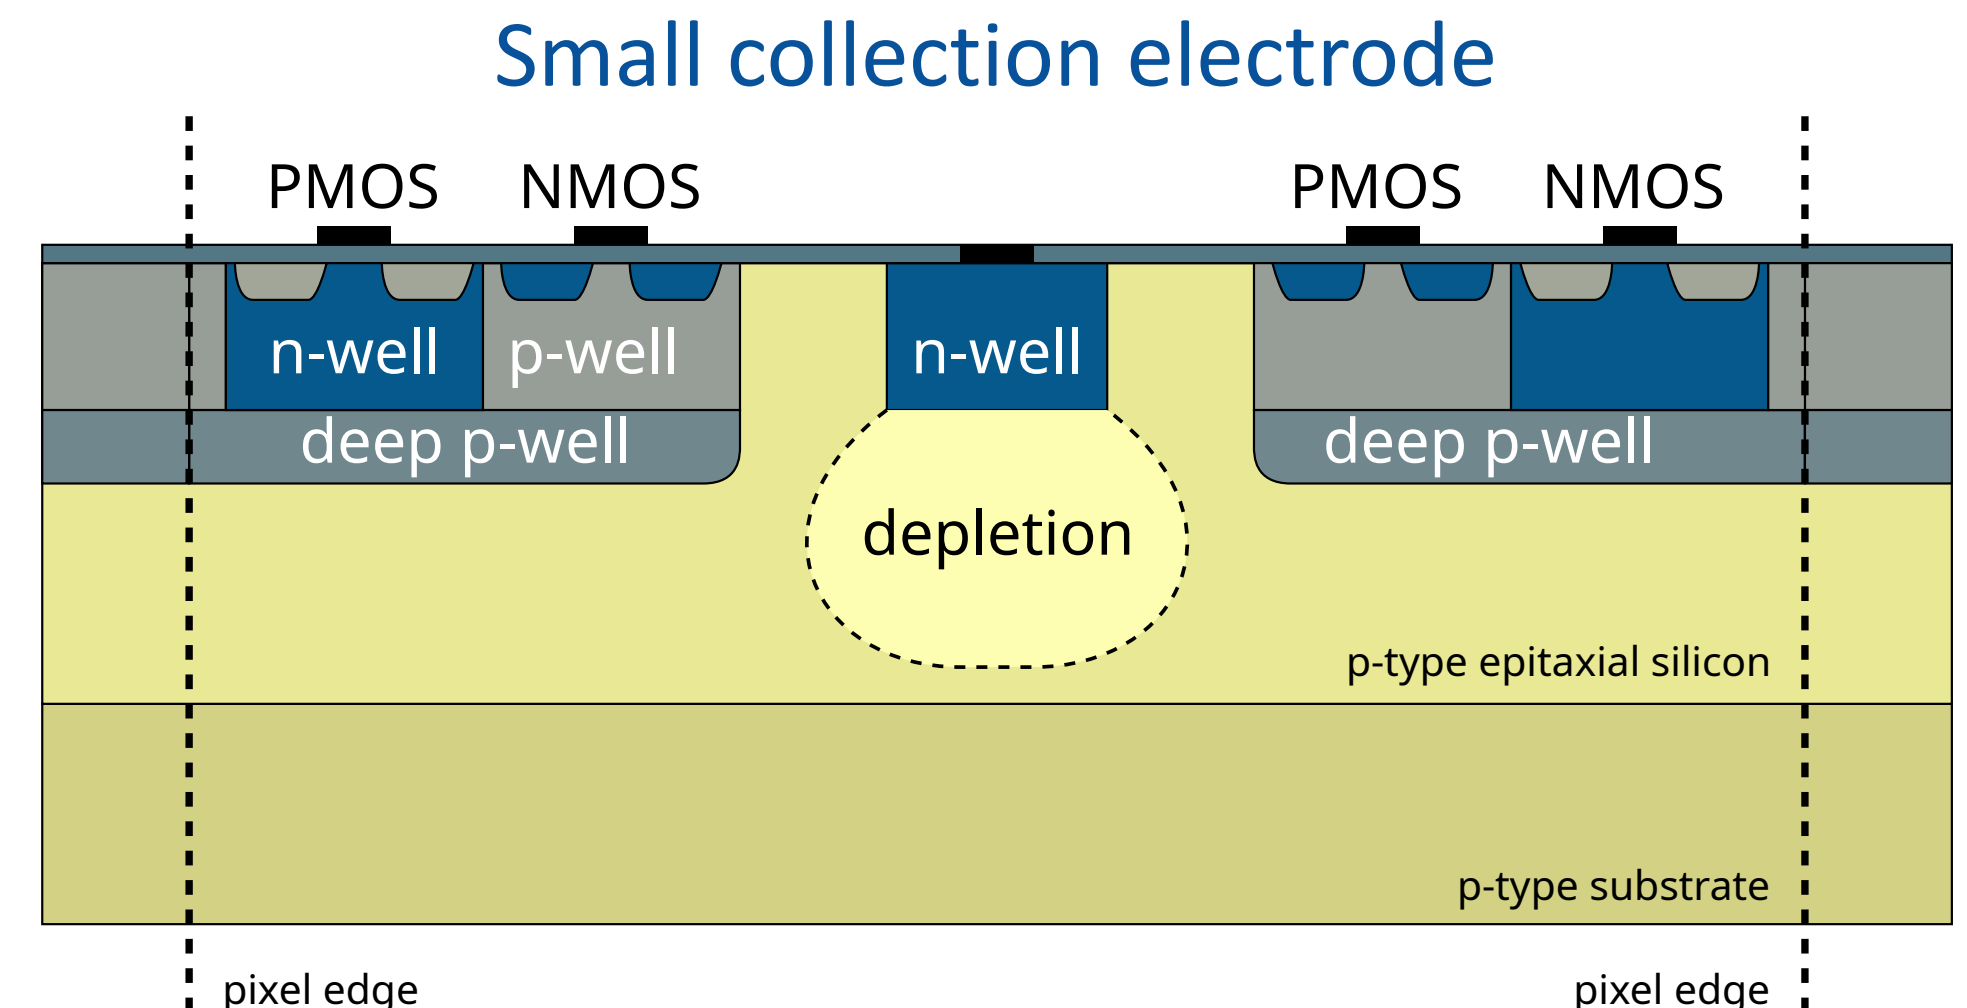 Small collection electrode
PMOS NMOS PMOS NMOS
n-well p-well n-well
deep p-well deep p-well
depletion
p-type epitaxial silicon
p-type substrate
pixel edge pixel edge